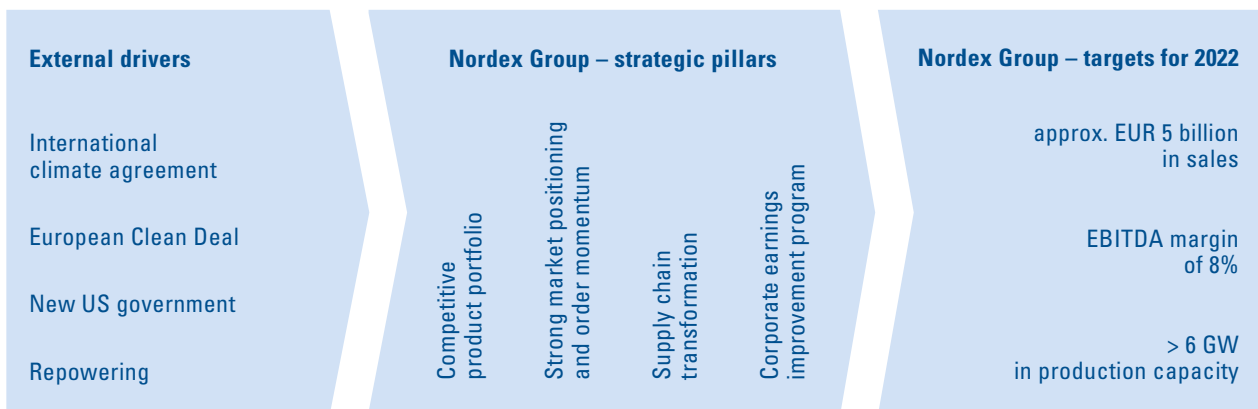 External drivers
International
climate agreement
European Clean Deal
New US government
Repowering
Nordex Group – strategic pillars
Competitive
product portfolio
Strong market positioning
and order momentum
Supply chain
transformation
Corporate earnings
improvement program
Nordex Group – targets for 2022
approx. EUR 5 billion
in sales
EBITDA margin
of 8%
> 6 GW
in production capacity